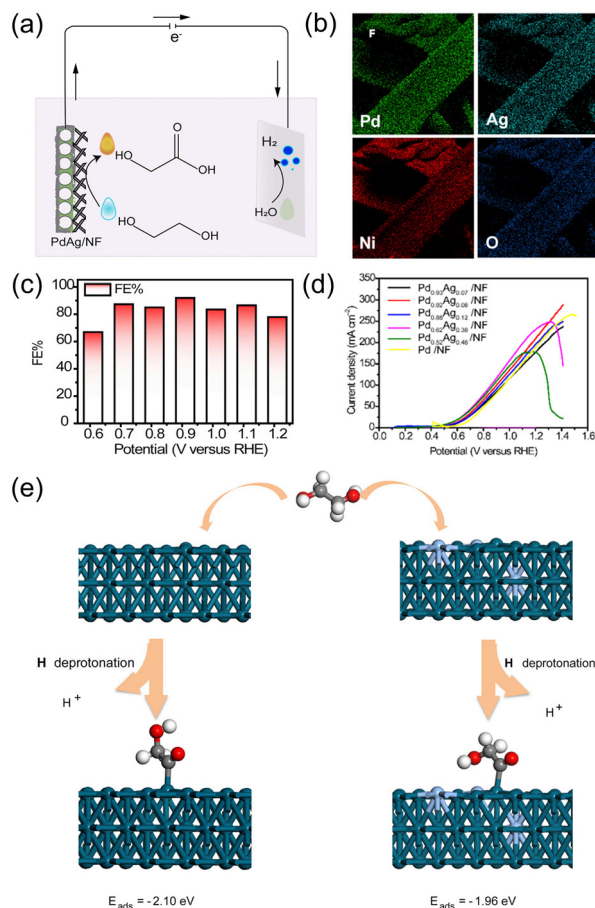 (a)
e⁻
PdAg/NF
HO
O
OH
HO
OH
H₂
H₂O
(b)
F
Pd
Ag
Ni
O
(c)
FE%
FE%
100
80
60
40
20
0
0.6 0.7 0.8 0.9 1.0 1.1 1.2
Potential (V versus RHE)
(d)
Current density (mA cm⁻²)
350
300
250
200
150
100
50
0
Pd₀.₉₃Ag₀.₀₇ /NF
Pd₀.₉₂Ag₀.₀₈ /NF
Pd₀.₈₈Ag₀.₁₂ /NF
Pd₀.₆₂Ag₀.₃₈ /NF
Pd₀.₅₂Ag₀.₄₈ /NF
Pd /NF
0.0 0.2 0.4 0.6 0.8 1.0 1.2 1.4 1.6
Potential (V versus RHE)
(e)
H deprotonation
H⁺
H deprotonation
H⁺
E_ads = -2.10 eV
E_ads = -1.96 eV